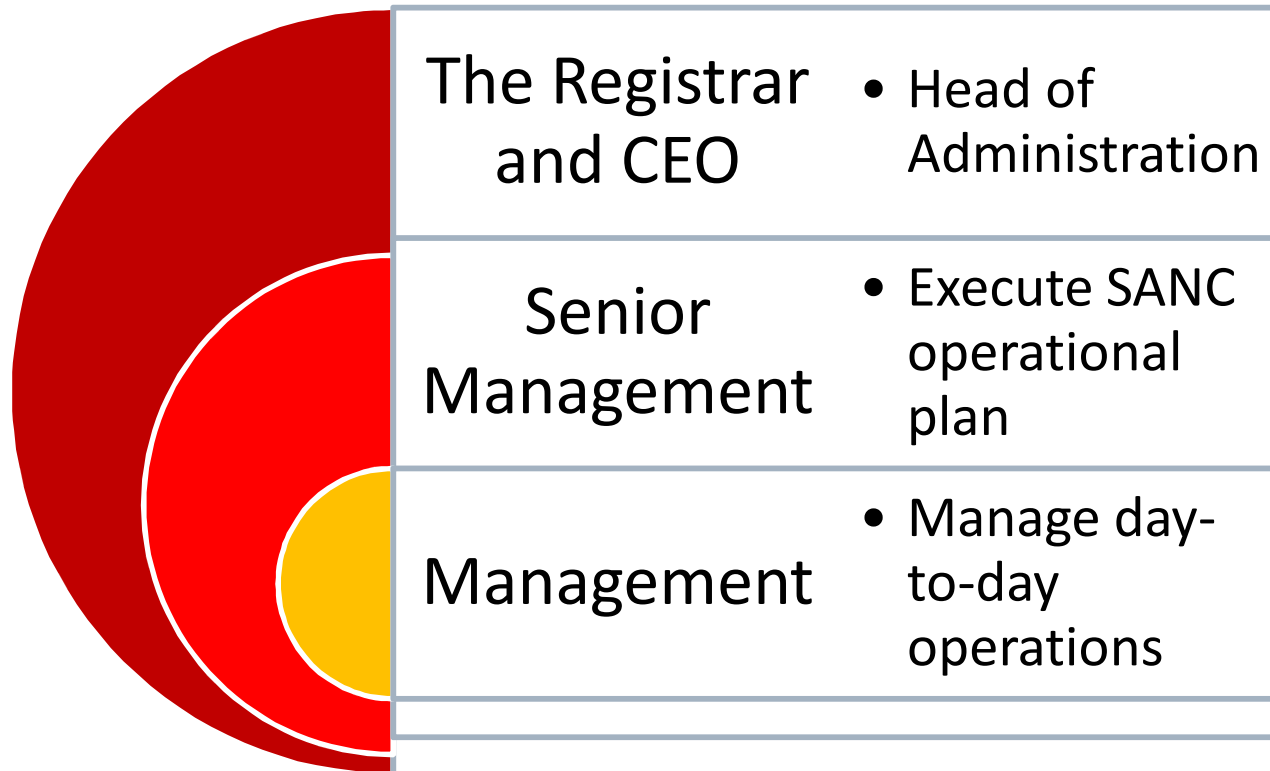 The Registrar
and CEO
• Head of
Administration
Senior
Management
• Execute SANC
operational
plan
Management
• Manage day-
to-day
operations